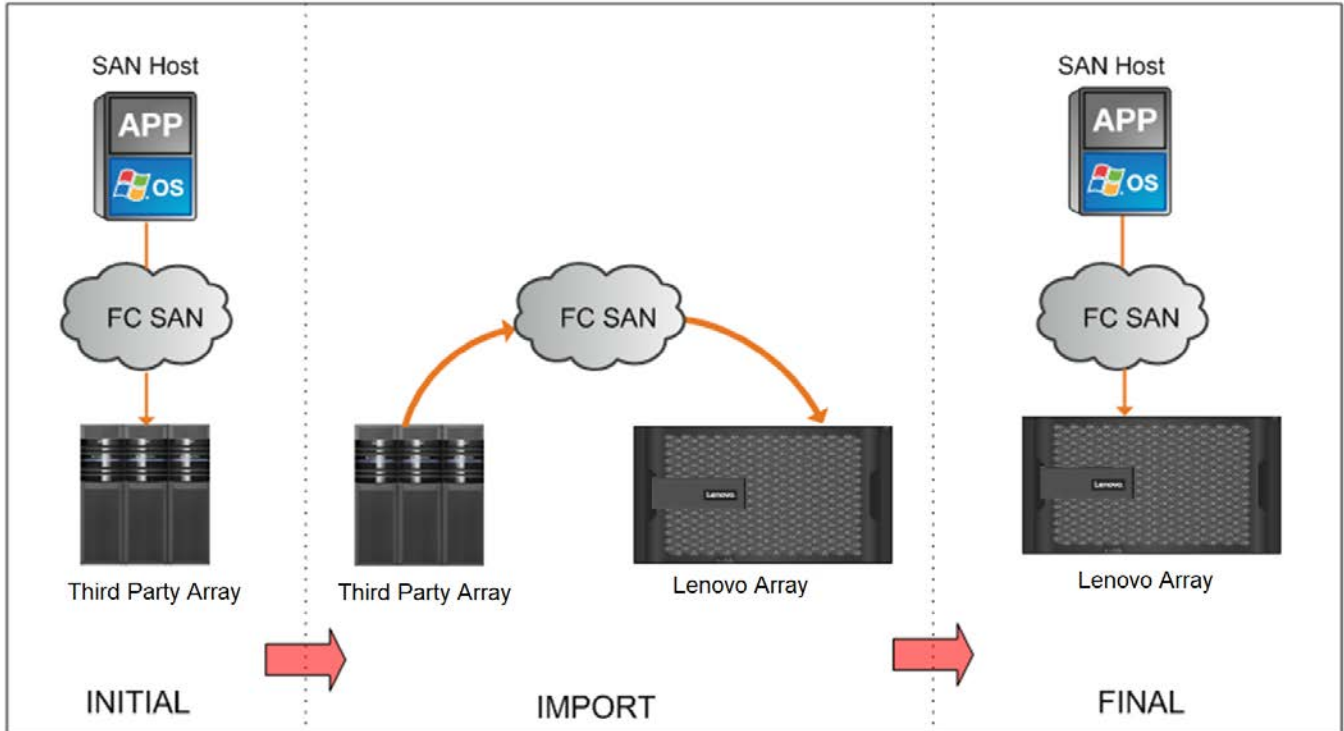 SAN Host
APP
OS
FC SAN
Third Party Array
INITIAL
FC SAN
Third Party Array
Lenovo
Lenovo Array
IMPORT
SAN Host
APP
OS
FC SAN
Lenovo
Lenovo Array
FINAL